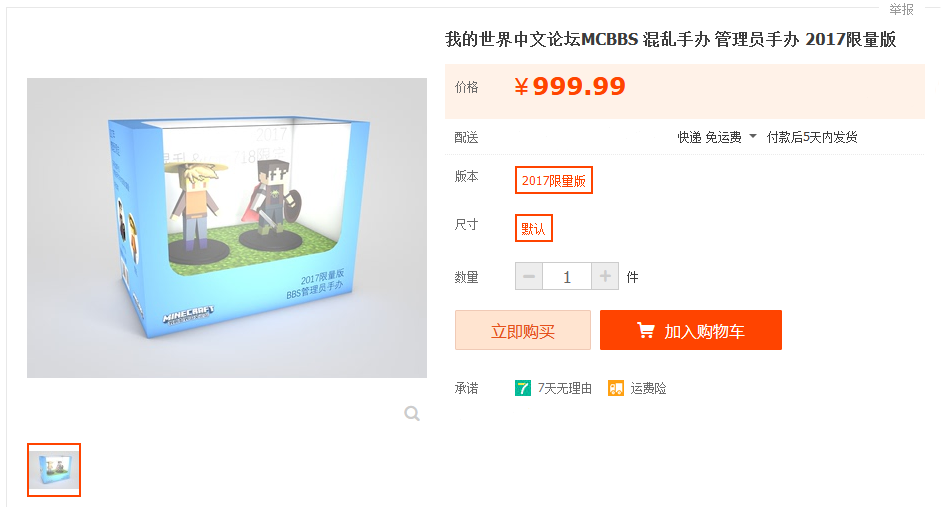 举报
我的世界中文论坛MCBBS 混乱手办 管理员手办 2017限量版
价格
￥999.99
配送
快递 免运费
付款后5天内发货
版本
2017限量版
尺寸
默认
数量
1
件
立即购买
加入购物车
承诺
7
7天无理由
运费险
2017
2017限量版
BBS管理员手办
MINECRAFT